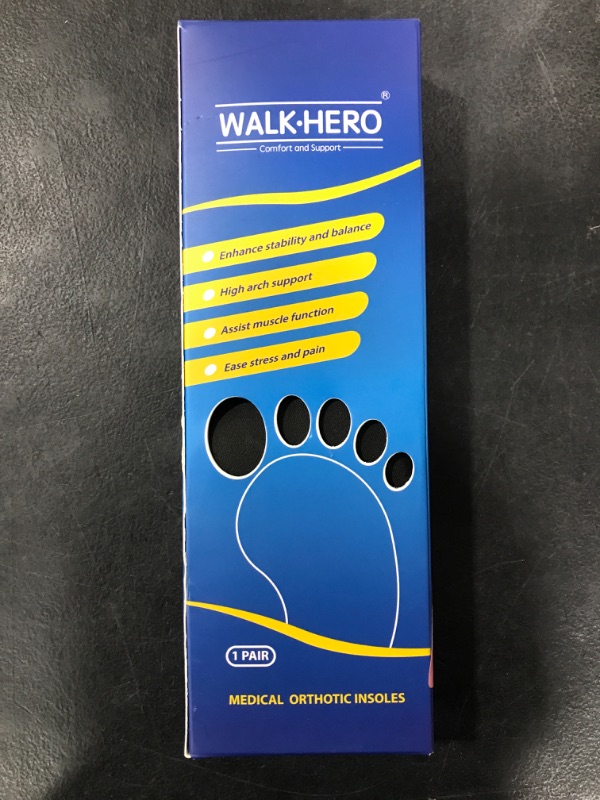 WALK·HERO®
Comfort and Support
Enhance stability and balance
High arch support
Assist muscle function
Ease stress and pain
1 PAIR
MEDICAL ORTHOTIC INSOLES